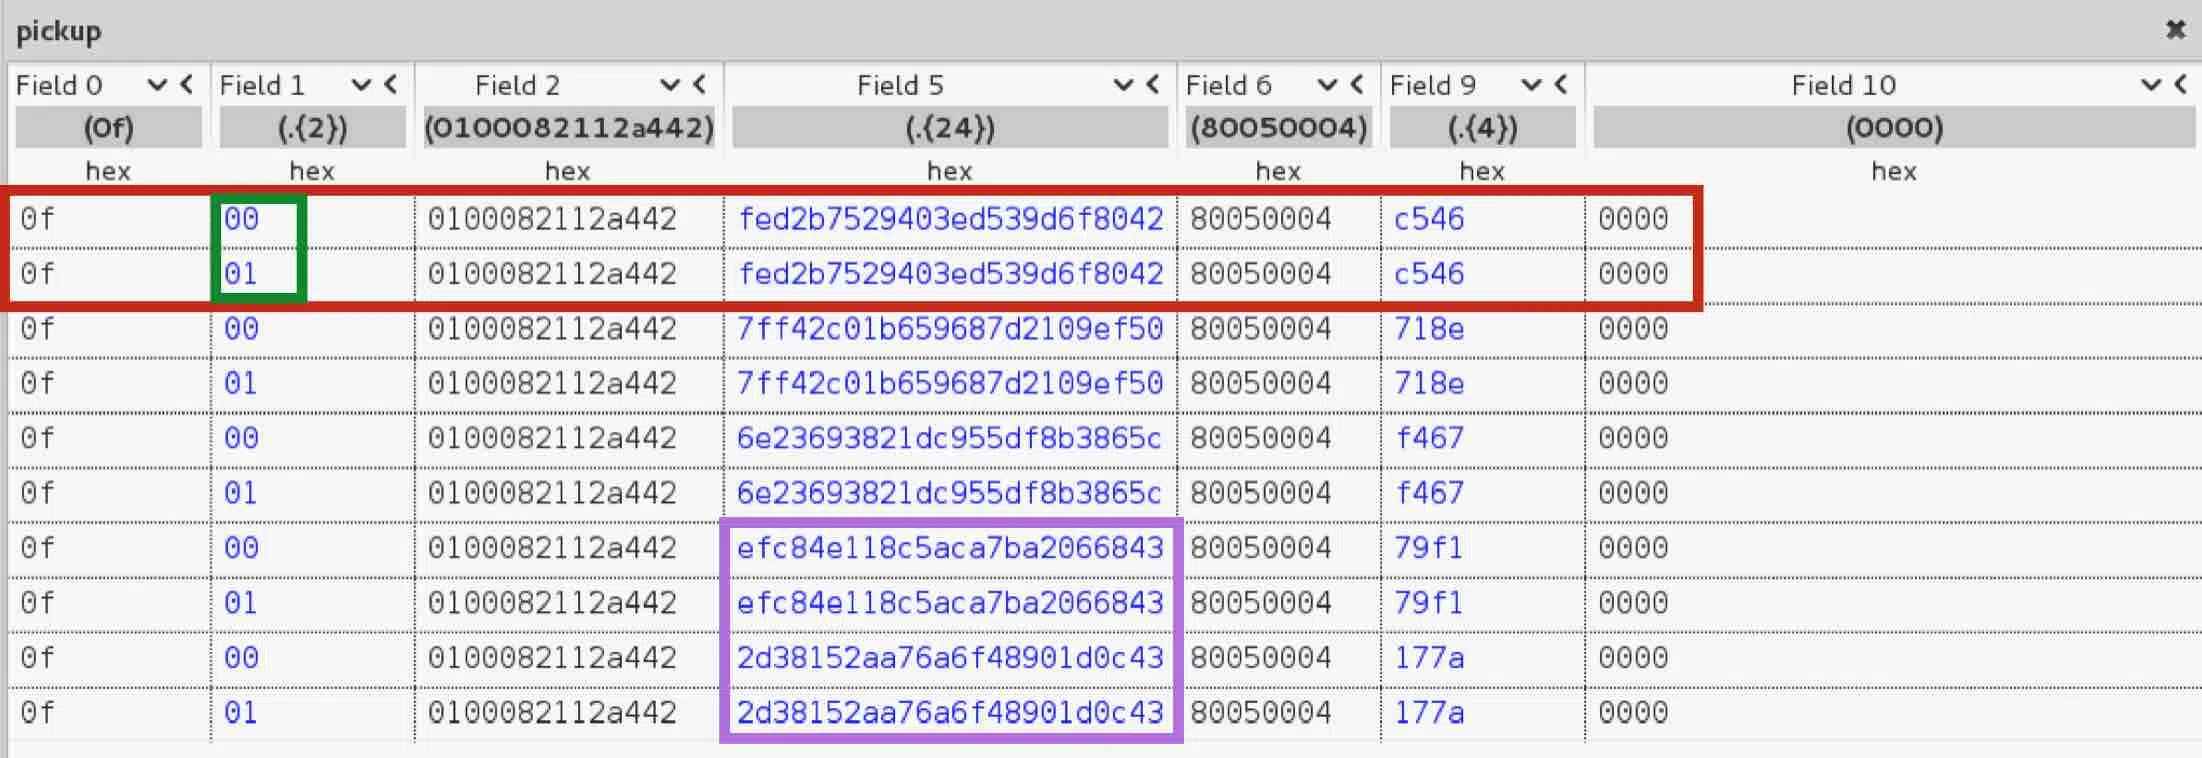 pickup ✖
Field 0 Field 1 Field 2 Field 5 Field 6 Field 9 Field 10
(0f) (.{2}) (0100082112a442) (.{24}) (80050004) (.{4}) (0000)
hex hex hex hex hex hex hex
0f 00 0100082112a442 fed2b7529403ed539d6f8042 80050004 c546 0000
0f 01 0100082112a442 fed2b7529403ed539d6f8042 80050004 c546 0000
0f 00 0100082112a442 7ff42c01b659687d2109ef50 80050004 718e 0000
0f 01 0100082112a442 7ff42c01b659687d2109ef50 80050004 718e 0000
0f 00 0100082112a442 6e23693821dc955df8b3865c 80050004 f467 0000
0f 01 0100082112a442 6e23693821dc955df8b3865c 80050004 f467 0000
0f 00 0100082112a442 efc84e118c5aca7ba2066843 80050004 79f1 0000
0f 01 0100082112a442 efc84e118c5aca7ba2066843 80050004 79f1 0000
0f 00 0100082112a442 2d38152aa76a6f48901d0c43 80050004 177a 0000
0f 01 0100082112a442 2d38152aa76a6f48901d0c43 80050004 177a 0000